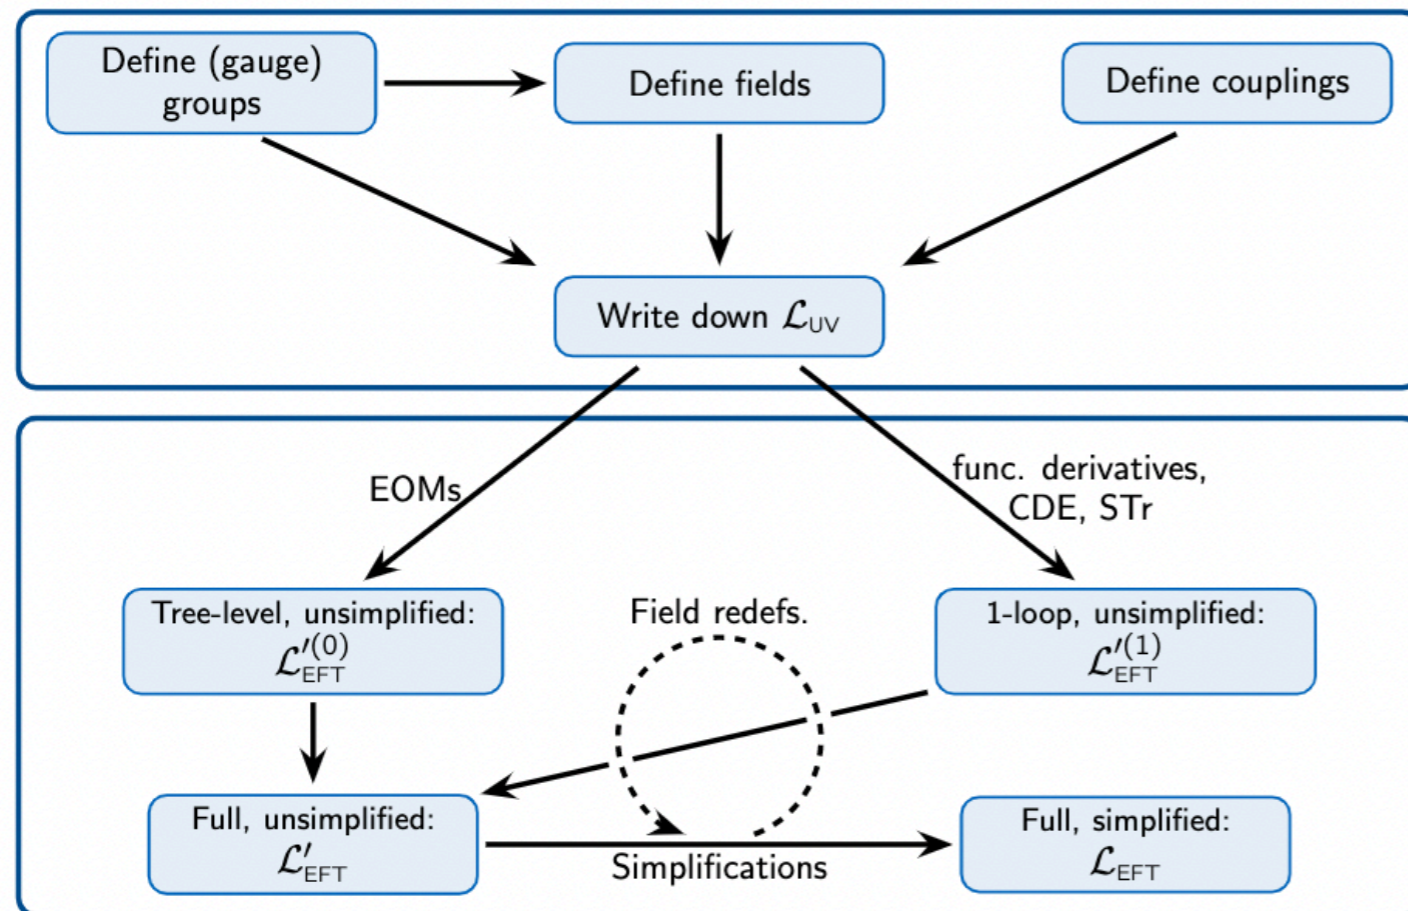 Define (gauge)
groups
Define fields
Define couplings
Write down ℒ_UV
EOMs
func. derivatives,
CDE, STr
Tree-level, unsimplified:
ℒ′_EFT^(0)
Field redefs.
1-loop, unsimplified:
ℒ′_EFT^(1)
Full, unsimplified:
ℒ′_EFT
Simplifications
Full, simplified:
ℒ_EFT